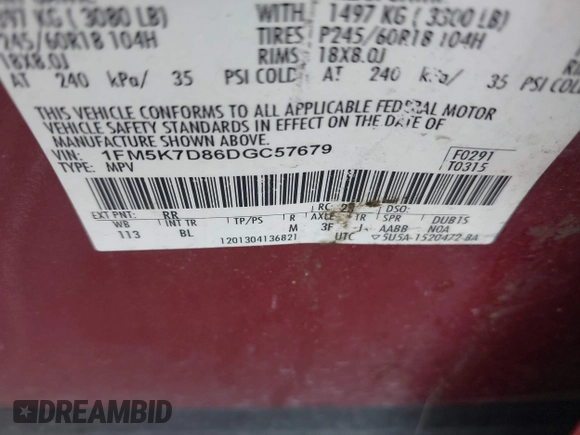 097 KG ( 3080 LB)
245/60R18 104H
18X8.0J
AT 240 kPa/ 35 PSI COLD
WITH 1497 KG ( 3300 LB)
TIRES P245/60R18 104H
RIMS 18X8.0J
AT 240 kPa/ 35 PSI COLD
THIS VEHICLE CONFORMS TO ALL APPLICABLE FEDERAL MOTOR
VEHICLE SAFETY STANDARDS IN EFFECT ON THE DATE OF
MANUFACTURE SHOWN ABOVE.
VIN: 1FM5K7D86DGC57679
TYPE: MPV
F0291
T0315
RC: DSO:
EXT PNT: RR
WB INT TR TP/PS R AXLE TR SPR DUBTS
113 BL M 3F J AABB N0A
1201304136821 UTC ▽5U5A-1520472-BA
DREAMBID